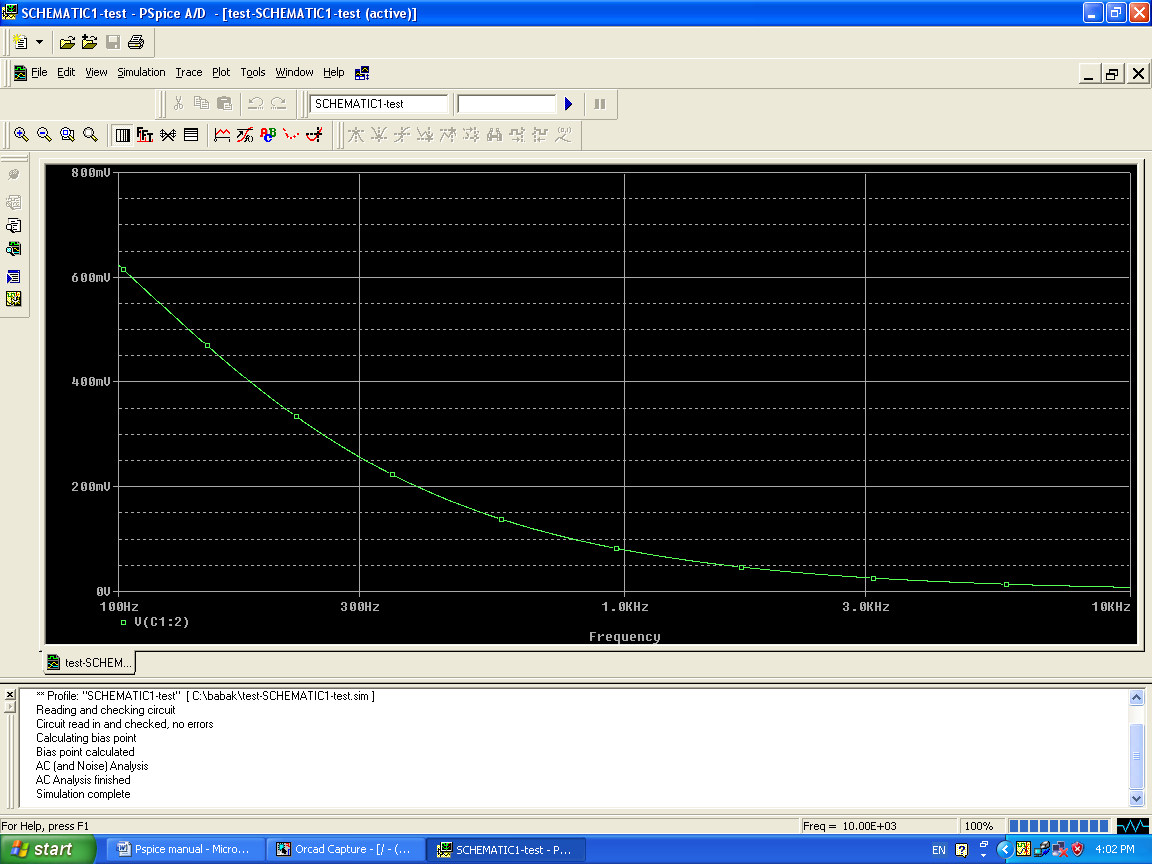 SCHEMATIC1-test - PSpice A/D - [test-SCHEMATIC1-test (active)]
File Edit View Simulation Trace Plot Tools Window Help
SCHEMATIC1-test
800mV
600mV
400mV
200mV
0V
100Hz 300Hz 1.0KHz 3.0KHz 10KHz
V(C1:2)
Frequency
test-SCHEM...
** Profile: "SCHEMATIC1-test" [ C:\babak\test-SCHEMATIC1-test.sim ]
Reading and checking circuit
Circuit read in and checked, no errors
Calculating bias point
Bias point calculated
AC (and Noise) Analysis
AC Analysis finished
Simulation complete
For Help, press F1 Freq = 10.00E+03 100%
start Pspice manual - Micro... Orcad Capture - [/ - (... SCHEMATIC1-test - P... EN 4:02 PM